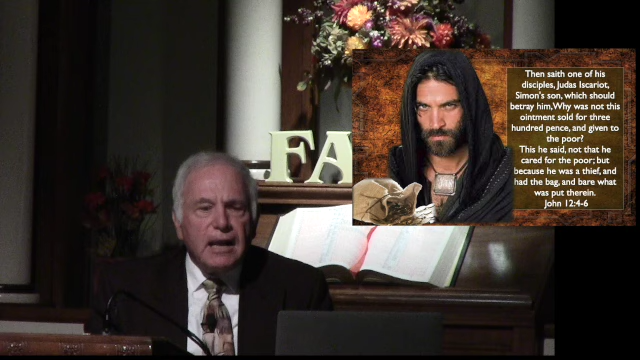 FA
Then saith one of his
disciples, Judas Iscariot,
Simon's son, which should
betray him,Why was not this
ointment sold for three
hundred pence, and given to
the poor?
This he said, not that he
cared for the poor; but
because he was a thief, and
had the bag, and bare what
was put therein.
John 12:4-6